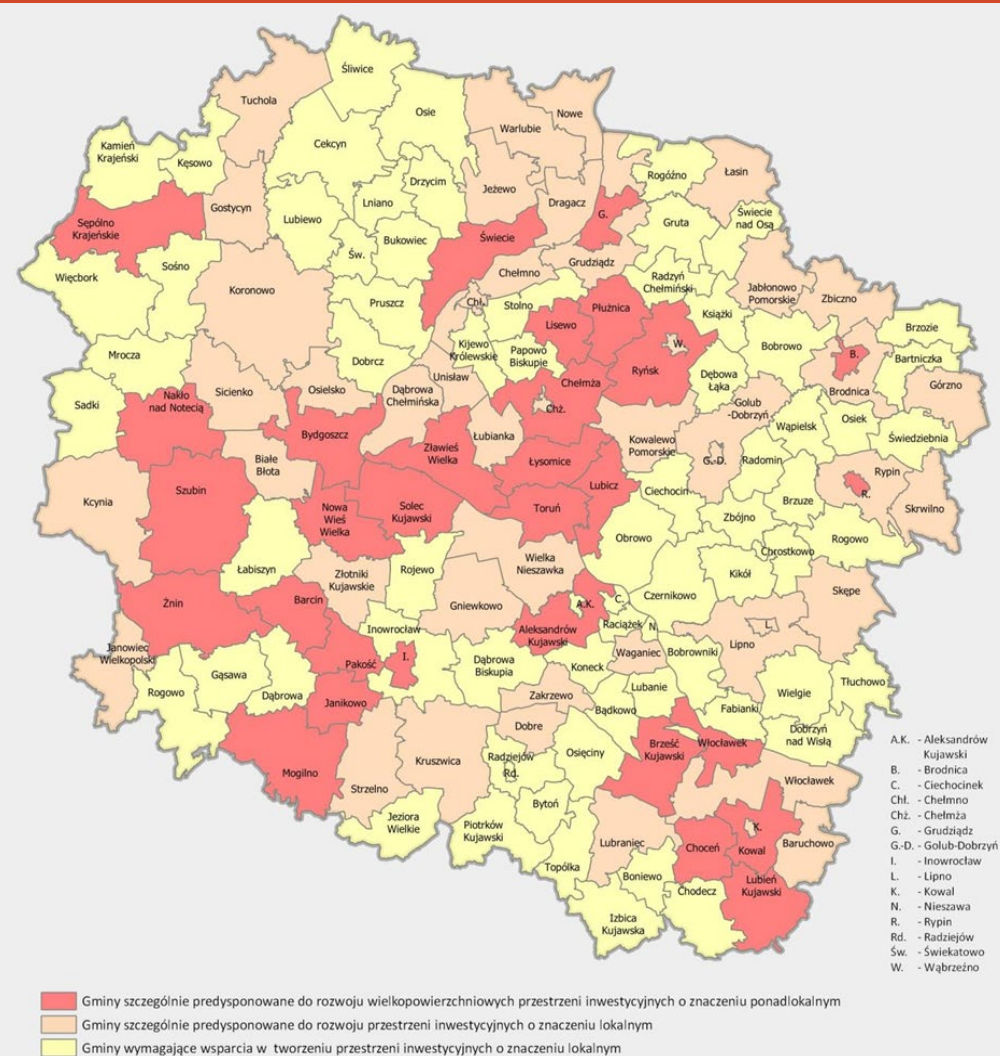 Śliwice
Tuchola
Osie
Nowe
Warlubie
Cekcyn
Kamień
Krajeński
Kęsowo
Rogóźno
Łasin
Drzycim
Jeżewo
Lniano
Dragacz
Gostycyn
Lubiewo
G.
Świecie
nad Osą
Gruta
Sępólno
Krajeńskie
Bukowiec
Świecie
Św.
Grudziądz
Sośno
Chełmno
Więcbork
Radzyń
Chełmiński
Koronowo
Jabłonowo
Pomorskie
Zbiczno
Pruszcz
Chł.
Stolno
Płużnica
Książki
Lisewo
Brzozie
Kijewo
Królewskie
Papowo
Biskupie
W.
Bobrowo
B.
Mrocza
Bartniczka
Dobrcz
Ryńsk
Unisław
Chełmża
Dębowa
Łąka
Górzno
Brodnica
Sicienko
Osielsko
Dąbrowa
Chełmińska
Nakło
nad Notecią
Sadki
Golub
-Dobrzyń
Chż.
Osiek
Wąpielsk
Bydgoszcz
Łubianka
Świedziebnia
Zławieś
Wielka
Kowalewo
Pomorskie
Białe
Błota
G.-D.
Radomin
Łysomice
Rypin
Szubin
Lubicz
Ciechocin
R.
Kcynia
Brzuze
Skrwilno
Nowa
Wieś
Wielka
Solec
Kujawski
Toruń
Zbójno
Obrowo
Rogowo
Chrostkowo
Wielka
Nieszawka
Łabiszyn
Złotniki
Kujawskie
Rojewo
Kikół
Skępe
Czernikowo
Żnin
Barcin
Gniewkowo
A.K.
C.
Raciążek
N.
L.
Inowrocław
Aleksandrów
Kujawski
Lipno
Janowiec
Wielkopolski
Waganiec
Bobrowniki
I.
Pakość
Dąbrowa
Biskupia
Koneck
Gąsawa
Tłuchowo
Rogowo
Dąbrowa
Lubanie
Wielgie
Zakrzewo
Janikowo
Bądkowo
Fabianki
Dobre
Dobrzyń
nad Wisłą
Brześć
Kujawski
Włocławek
Osięciny
Radziejów
Rd.
Kruszwica
Mogilno
Strzelno
Włocławek
Bytoń
Jeziora
Wielkie
Piotrków
Kujawski
K.
Lubraniec
Choceń
Kowal
Baruchowo
Topólka
Boniewo
Lubień
Kujawski
Chodecz
Izbica
Kujawska
A.K. - Aleksandrów
Kujawski
B. - Brodnica
C. - Ciechocinek
Chł. - Chełmno
Chż. - Chełmża
G. - Grudziądz
G.-D. - Golub-Dobrzyń
I. - Inowrocław
L. - Lipno
K. - Kowal
N. - Nieszawa
R. - Rypin
Rd. - Radziejów
Św. - Świekatowo
W. - Wąbrzeźno
Gminy szczególnie predysponowane do rozwoju wielkopowierzchniowych przestrzeni inwestycyjnych o znaczeniu ponadlokalnym
Gminy szczególnie predysponowane do rozwoju przestrzeni inwestycyjnych o znaczeniu lokalnym
Gminy wymagające wsparcia w tworzeniu przestrzeni inwestycyjnych o znaczeniu lokalnym